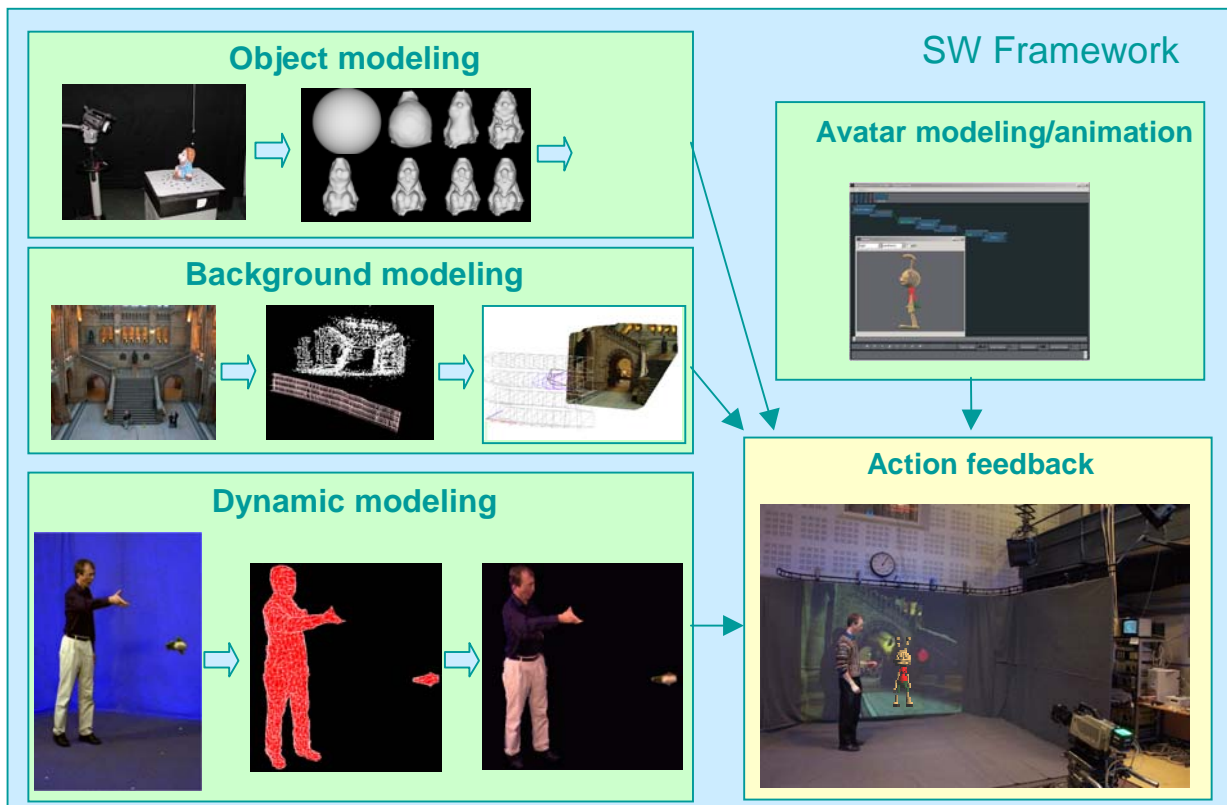 SW Framework
Object modeling
Avatar modeling/animation
Background modeling
Dynamic modeling
Action feedback